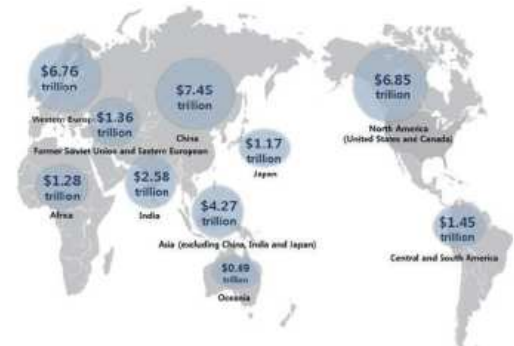 $6.76
trillion
Western Europ
$1.36
trillion
Former Soviet Union and Eastern European
$7.45
trillion
China
$1.17
trillion
Japan
$6.85
trillion
North America
(United States and Canada)
$1.28
trillion
Africa
$2.58
trillion
India
$4.27
trillion
Asia (excluding China, India and Japan)
$1.45
trillion
Central and South America
trillion
Oceania